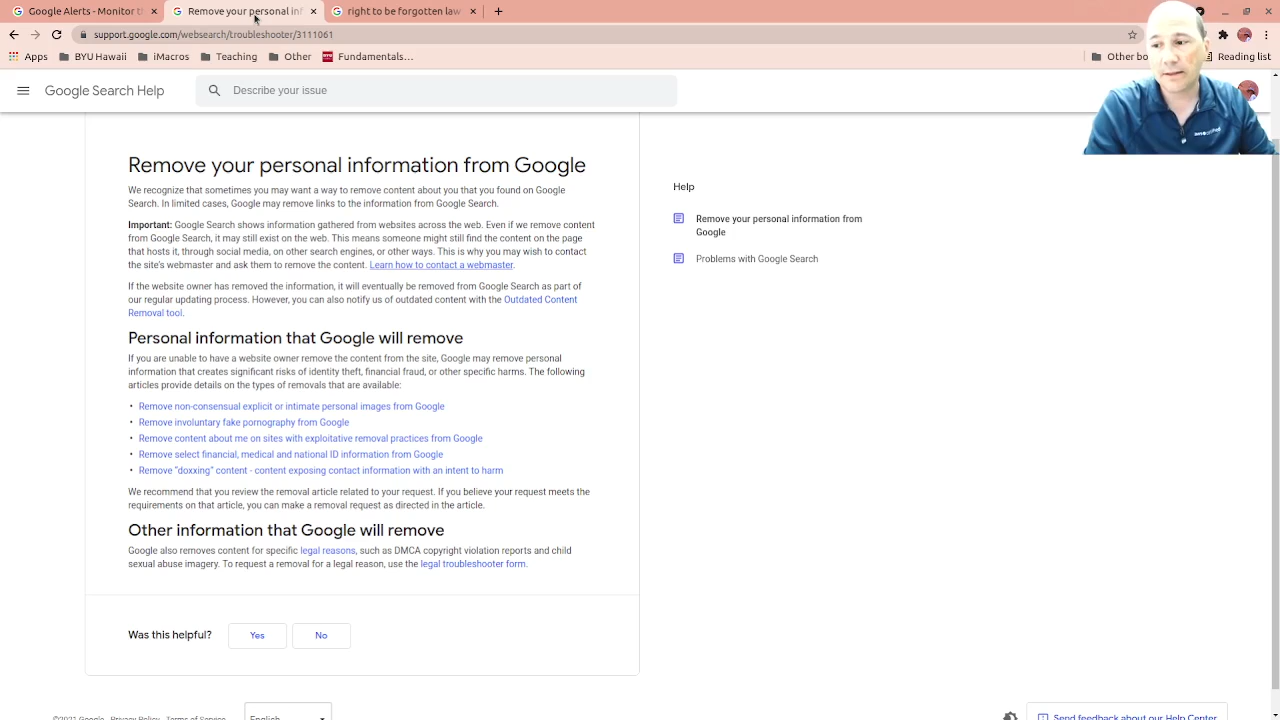 Google Alerts - Monitor t
Remove your personal inf
right to be forgotten law
support.google.com/websearch/troubleshooter/3111061
Apps
BYU Hawaii
iMacros
Teaching
Other
Fundamentals…
Other bo
Reading list
Google Search Help
Describe your issue
Remove your personal information from Google
We recognize that sometimes you may want a way to remove content about you that you found on Google
Search. In limited cases, Google may remove links to the information from Google Search.
Important: Google Search shows information gathered from websites across the web. Even if we remove content
from Google Search, it may still exist on the web. This means someone might still find the content on the page
that hosts it, through social media, on other search engines, or other ways. This is why you may wish to contact
the site's webmaster and ask them to remove the content. Learn how to contact a webmaster.
If the website owner has removed the information, it will eventually be removed from Google Search as part of
our regular updating process. However, you can also notify us of outdated content with the Outdated Content
Removal tool.
Personal information that Google will remove
If you are unable to have a website owner remove the content from the site, Google may remove personal
information that creates significant risks of identity theft, financial fraud, or other specific harms. The following
articles provide details on the types of removals that are available:
• Remove non-consensual explicit or intimate personal images from Google
• Remove involuntary fake pornography from Google
• Remove content about me on sites with exploitative removal practices from Google
• Remove select financial, medical and national ID information from Google
• Remove "doxxing" content - content exposing contact information with an intent to harm
We recommend that you review the removal article related to your request. If you believe your request meets the
requirements on that article, you can make a removal request as directed in the article.
Other information that Google will remove
Google also removes content for specific legal reasons, such as DMCA copyright violation reports and child
sexual abuse imagery. To request a removal for a legal reason, use the legal troubleshooter form.
Was this helpful?
Yes
No
Help
Remove your personal information from
Google
Problems with Google Search
©2021 Google - Privacy Policy - Terms of Service
English
Send feedback about our Help Center